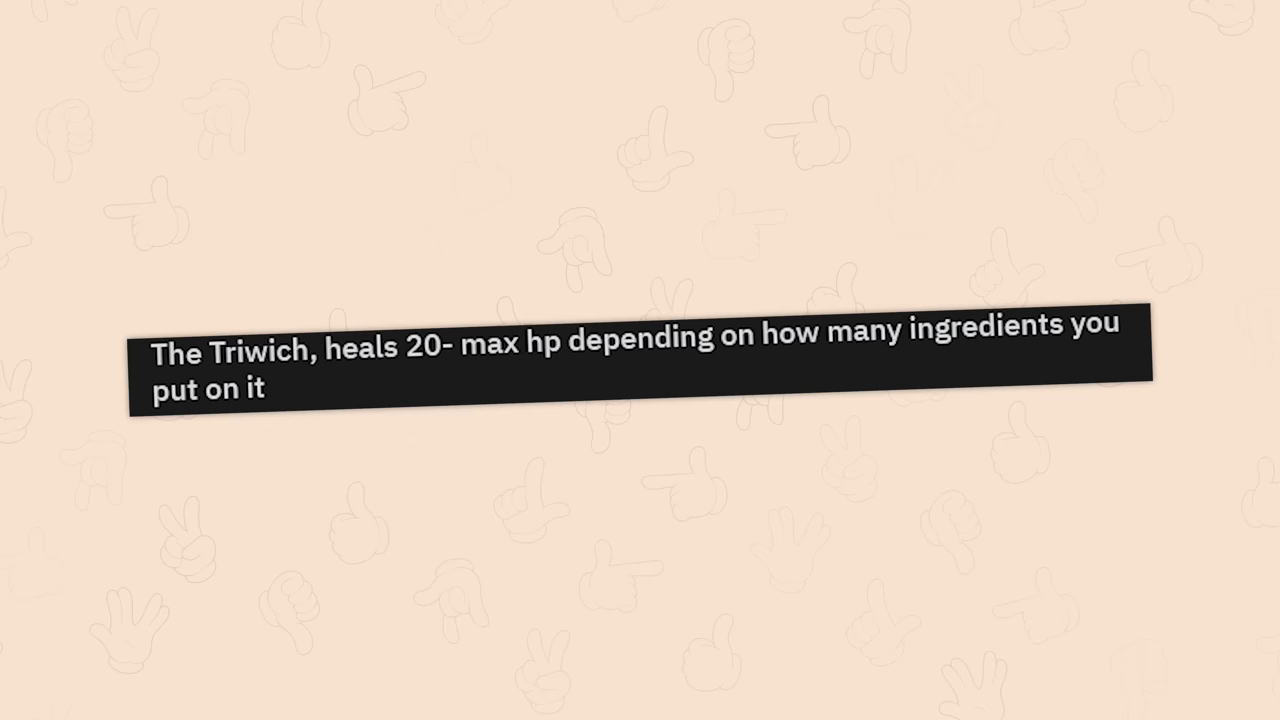 The Triwich, heals 20- max hp depending on how many ingredients you
put on it